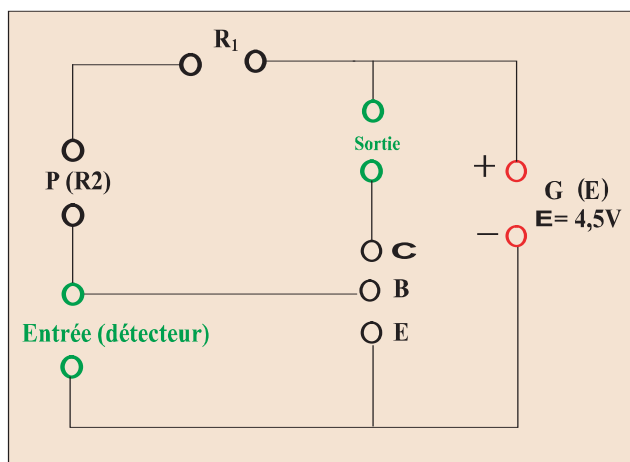 R₁
Sortie
P (R2)
+
G (E)
E= 4,5V
–
C
B
Entrée (détecteur)
E